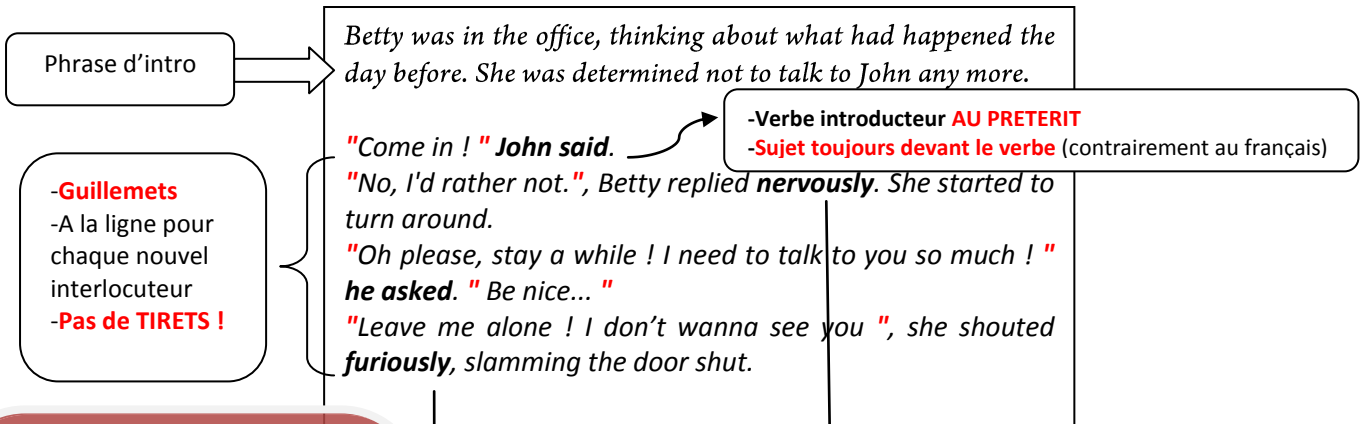 Phrase d’intro
Betty was in the office, thinking about what had happened the
day before. She was determined not to talk to John any more.
-Verbe introducteur AU PRETERIT
-Sujet toujours devant le verbe (contrairement au français)
-Guillemets
-A la ligne pour
chaque nouvel
interlocuteur
-Pas de TIRETS !
"Come in ! " John said.
"No, I'd rather not.", Betty replied nervously. She started to
turn around.
"Oh please, stay a while ! I need to talk to you so much ! "
he asked. " Be nice... "
"Leave me alone ! I don’t wanna see you ", she shouted
furiously, slamming the door shut.